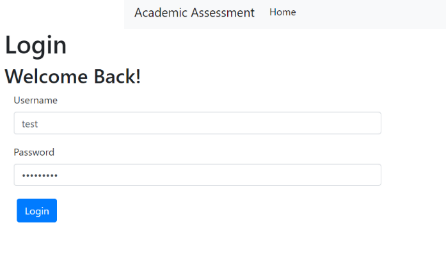 Academic Assessment Home
Login
Welcome Back!
Username
test
Password
•••••••••
Login